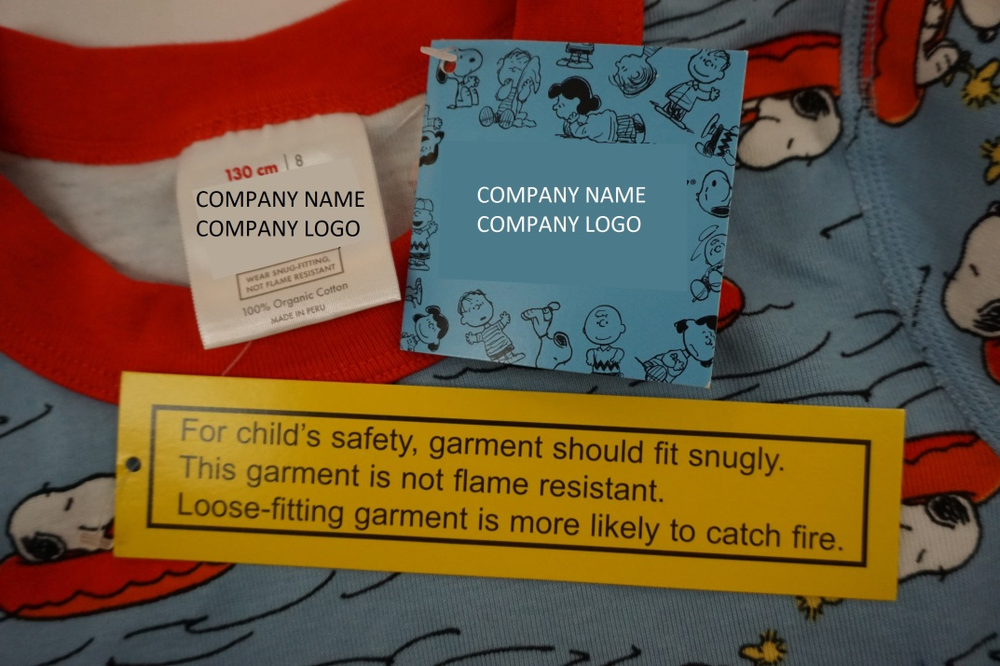 130 cm | 8
COMPANY NAME
COMPANY LOGO
WEAR SNUG-FITTING,
NOT FLAME RESISTANT
100% Organic Cotton
MADE IN PERU
COMPANY NAME
COMPANY LOGO
For child's safety, garment should fit snugly.
This garment is not flame resistant.
Loose-fitting garment is more likely to catch fire.